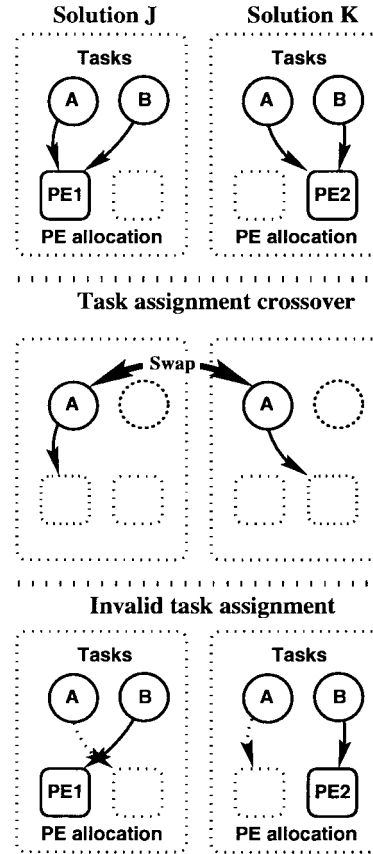 Solution J Solution K
Tasks Tasks
A B A B
PE1 PE2
PE allocation PE allocation
Task assignment crossover
Swap
A A
Invalid task assignment
Tasks Tasks
A B A B
PE1 PE2
PE allocation PE allocation